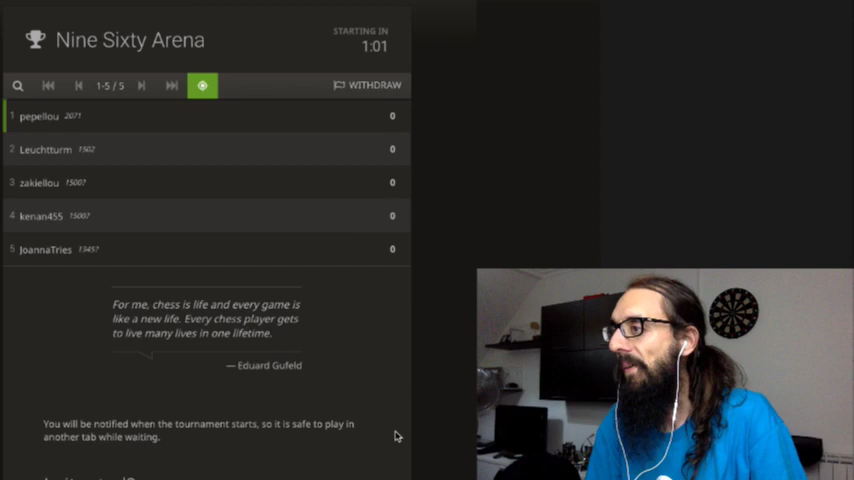 Nine Sixty Arena
STARTING IN
1:01
1-5 / 5
WITHDRAW
1 pepellou 2071 0
2 Leuchtturm 1502 0
3 zakiellou 1500? 0
4 kenan455 1500? 0
5 JoannaTries 1345? 0
For me, chess is life and every game is
like a new life. Every chess player gets
to live many lives in one lifetime.
— Eduard Gufeld
You will be notified when the tournament starts, so it is safe to play in
another tab while waiting.